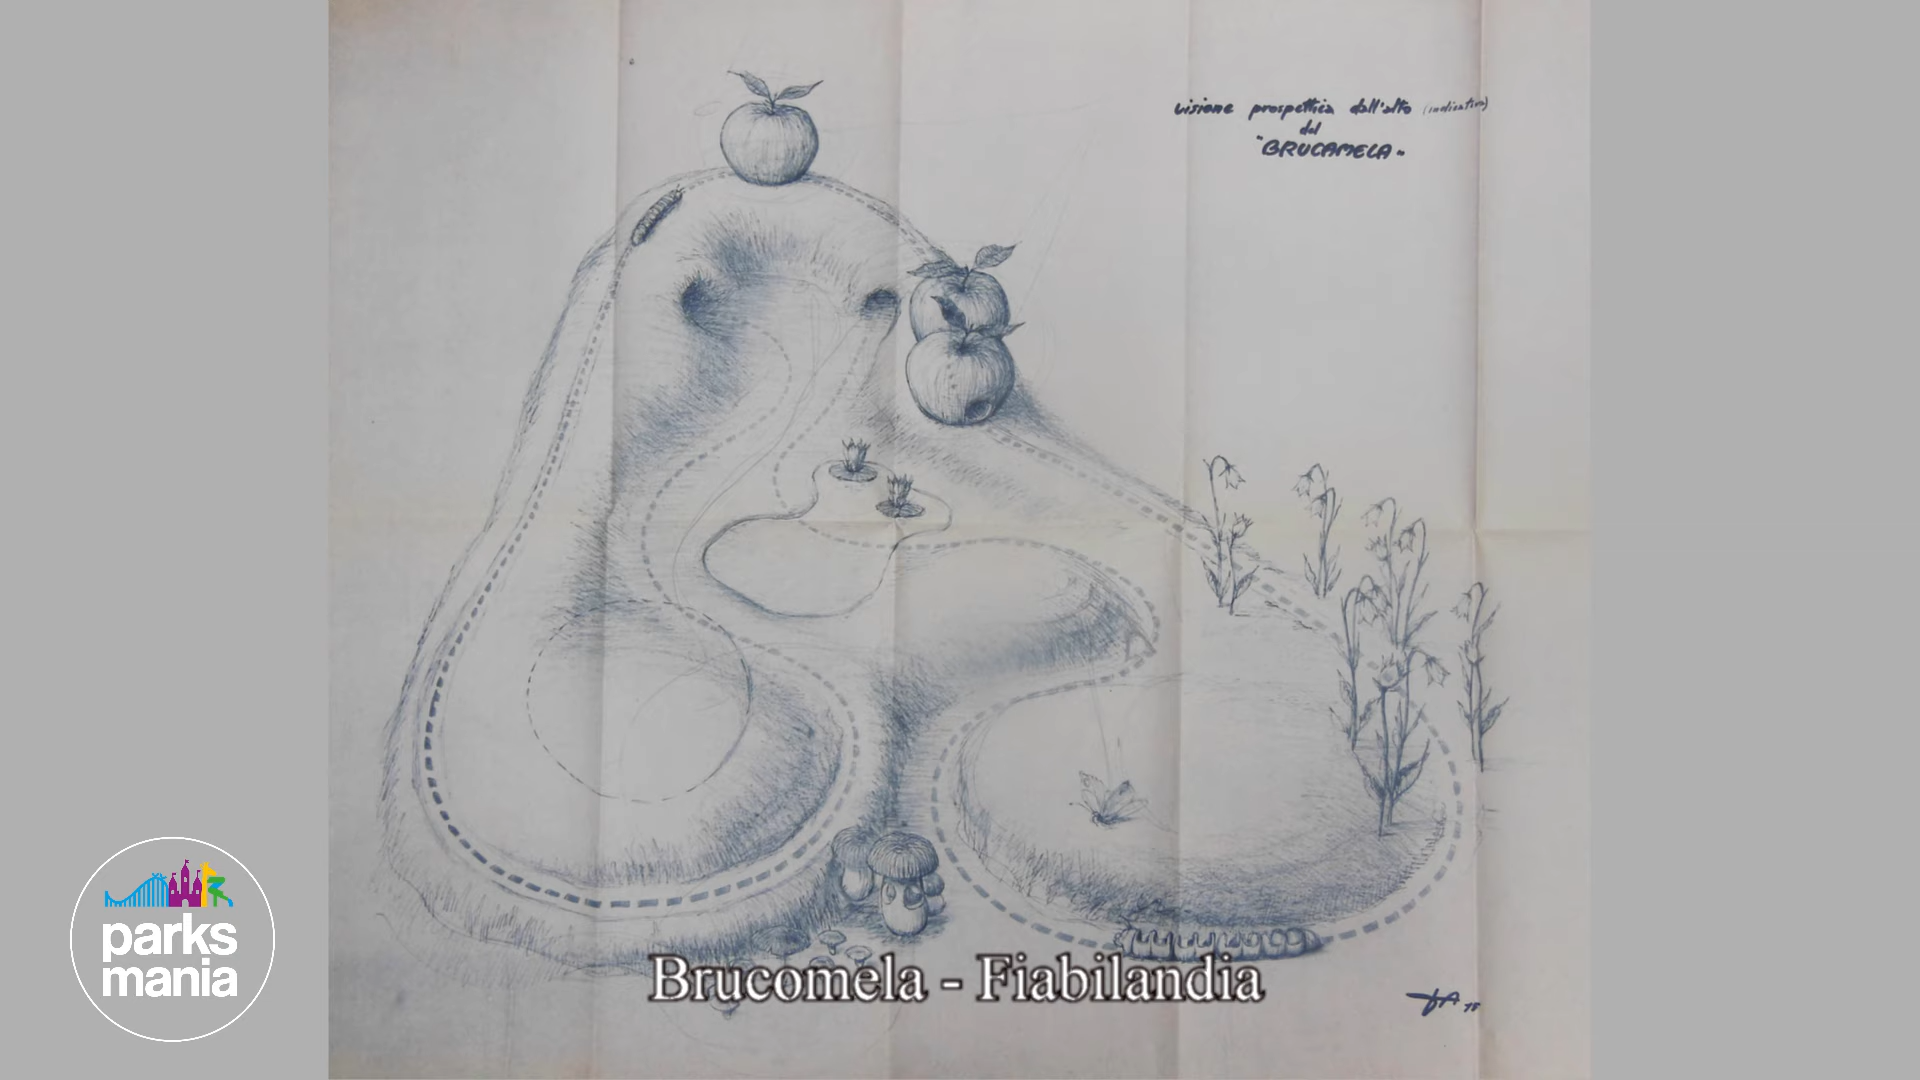 visione prospettica dall'alto (indicativa)
del
"BRUCAMELA"
parks
mania
Brucomela - Fiabilandia